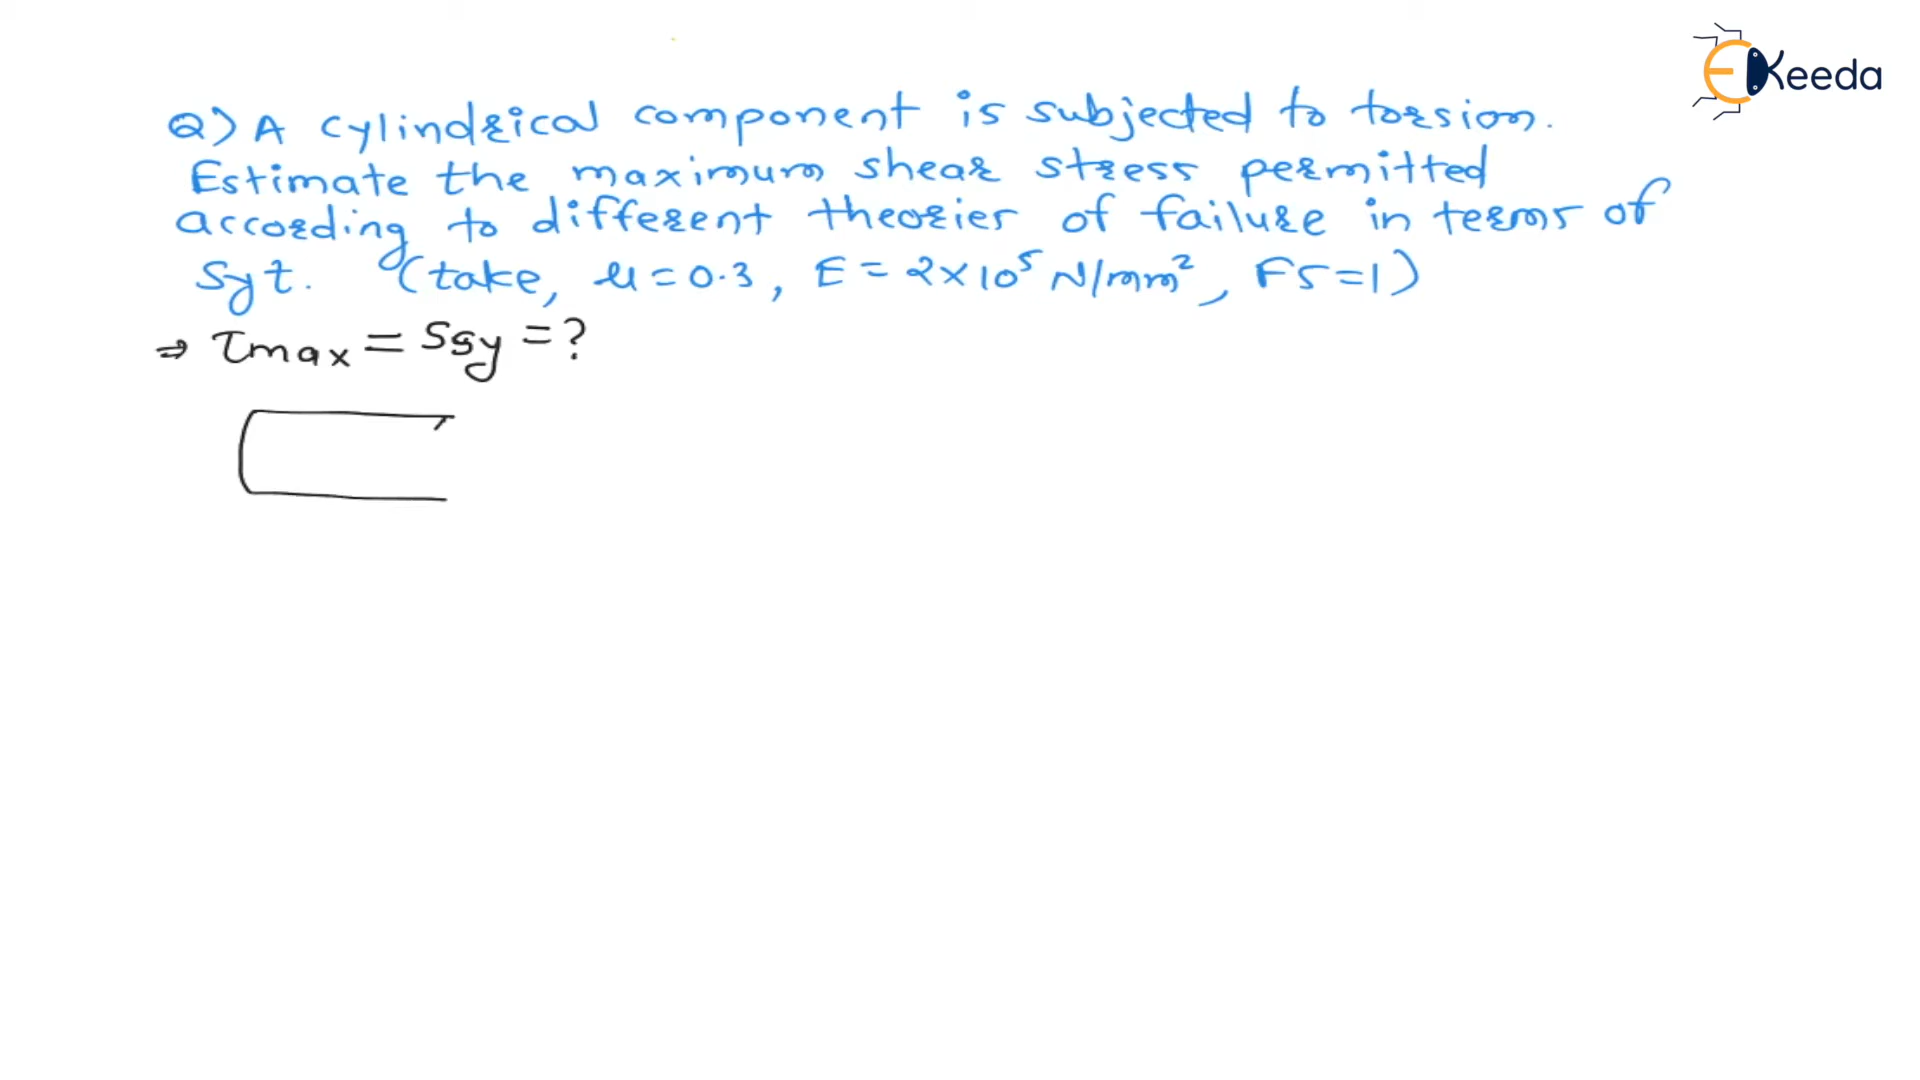 EKeeda
Q) A cylindrical component is subjected to torsion.
Estimate the maximum shear stress permitted
according to different theories of failure in terms of
Syt. (take, μ = 0.3, E = 2×10⁵ N/mm², FS = 1)
⇒ τmax = Ssy = ?